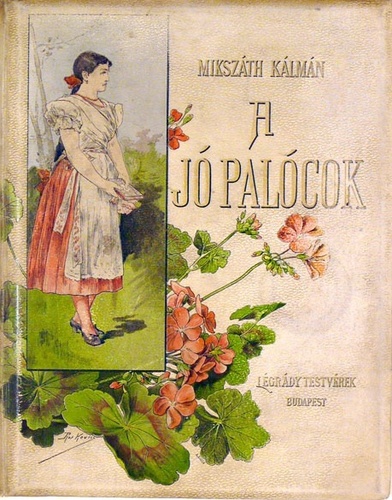 MIKSZÁTH KÁLMÁN
A
JÓ PALÓCOK
LÉGRÁDY TESTVÉREK
BUDAPEST